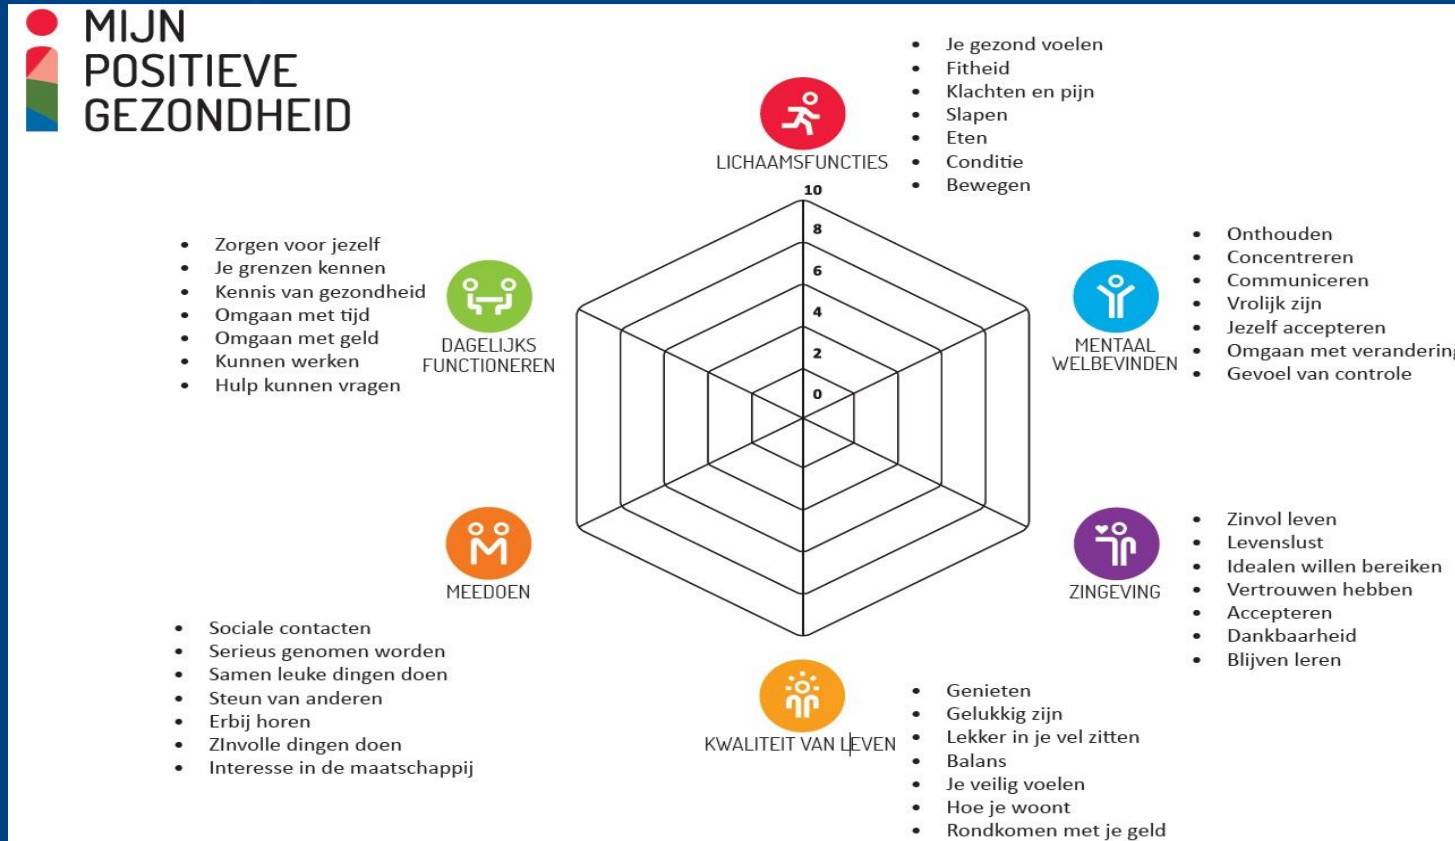 MIJN
POSITIEVE
GEZONDHEID
• Je gezond voelen
• Fitheid
• Klachten en pijn
• Slapen
• Eten
• Conditie
• Bewegen
LICHAAMSFUNCTIES
10
8
6
4
2
0
• Zorgen voor jezelf
• Je grenzen kennen
• Kennis van gezondheid
• Omgaan met tijd
• Omgaan met geld
• Kunnen werken
• Hulp kunnen vragen
DAGELIJKS
FUNCTIONEREN
MENTAAL
WELBEVINDEN
• Onthouden
• Concentreren
• Communiceren
• Vrolijk zijn
• Jezelf accepteren
• Omgaan met verandering
• Gevoel van controle
MEEDOEN
• Sociale contacten
• Serieus genomen worden
• Samen leuke dingen doen
• Steun van anderen
• Erbij horen
• ZInvolle dingen doen
• Interesse in de maatschappij
ZINGEVING
• Zinvol leven
• Levenslust
• Idealen willen bereiken
• Vertrouwen hebben
• Accepteren
• Dankbaarheid
• Blijven leren
KWALITEIT VAN LEVEN
• Genieten
• Gelukkig zijn
• Lekker in je vel zitten
• Balans
• Je veilig voelen
• Hoe je woont
• Rondkomen met je geld